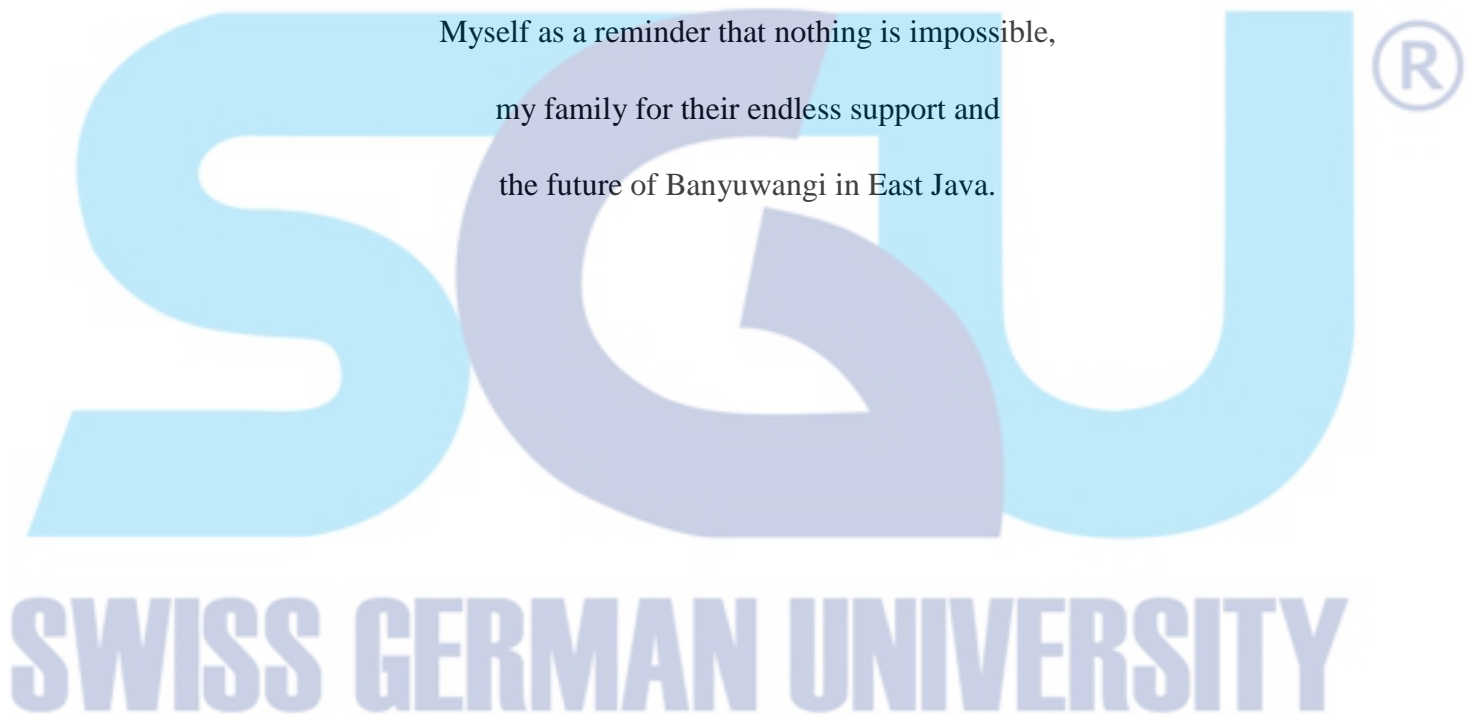 Myself as a reminder that nothing is impossible,
my family for their endless support and
the future of Banyuwangi in East Java.
SGU ®
SWISS GERMAN UNIVERSITY